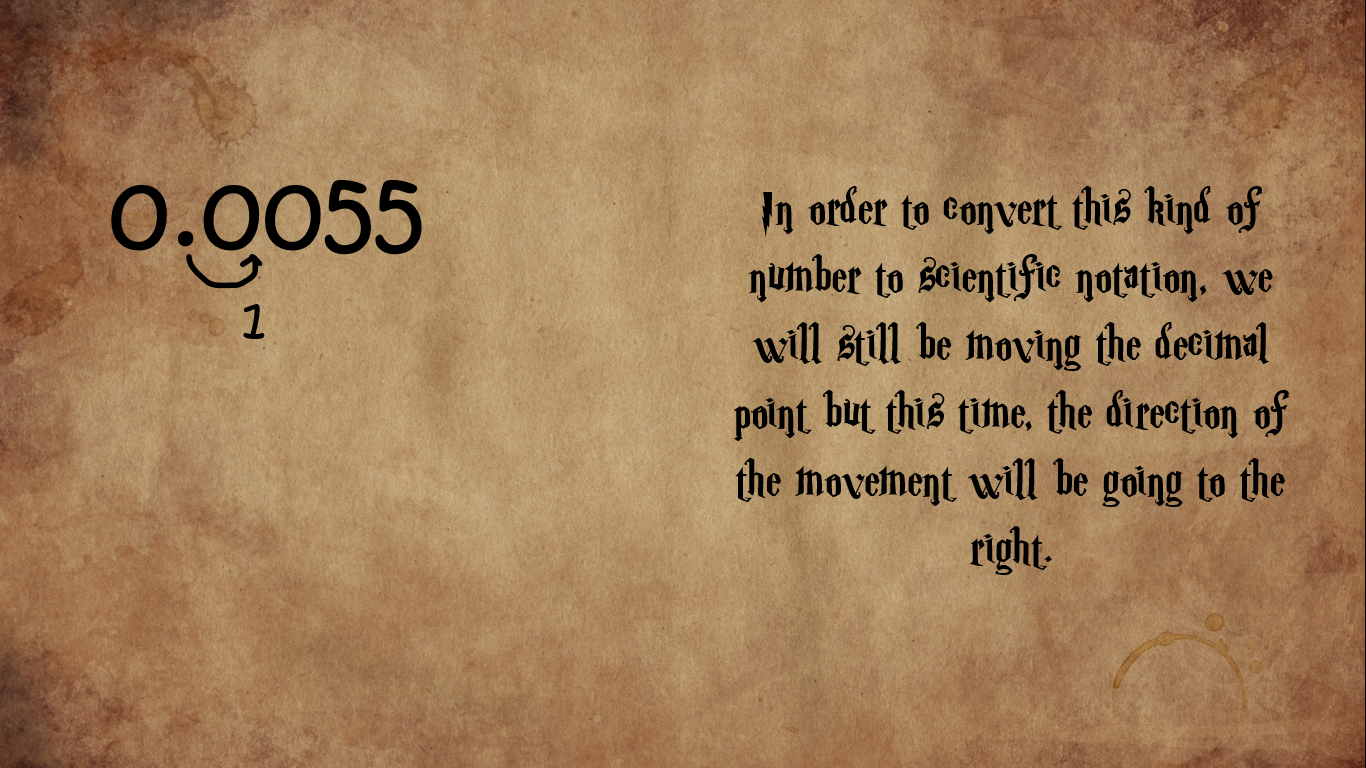 0.0055
1
In order to convert this kind of
number to scientific notation, we
will still be moving the decimal
point but this time, the direction of
the movement will be going to the
right.